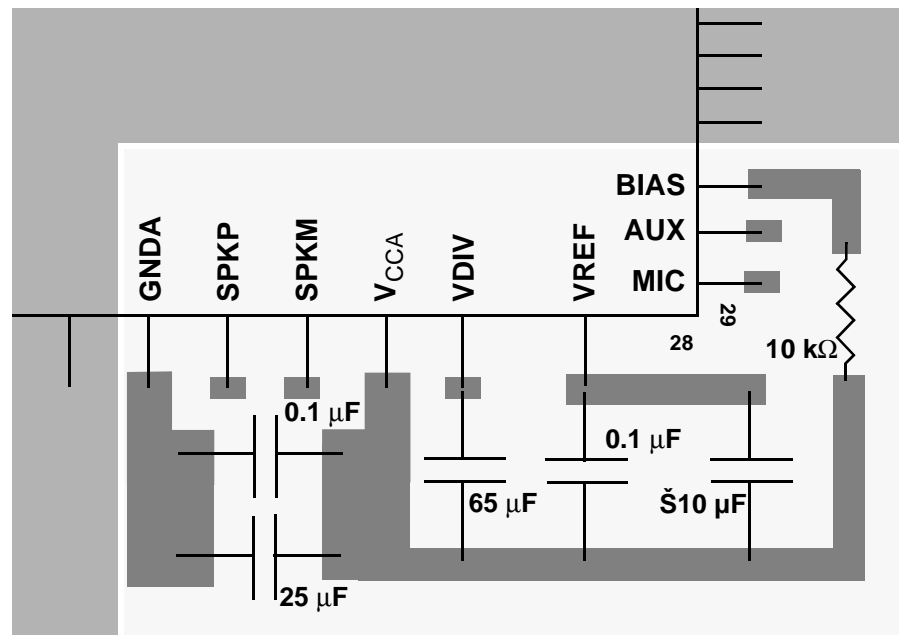 BIAS
AUX
MIC
GNDA
SPKP
SPKM
VCCA
VDIV
VREF
29
28
10 kΩ
0.1 μF
0.1 μF
65 μF
Š10 μF
25 μF